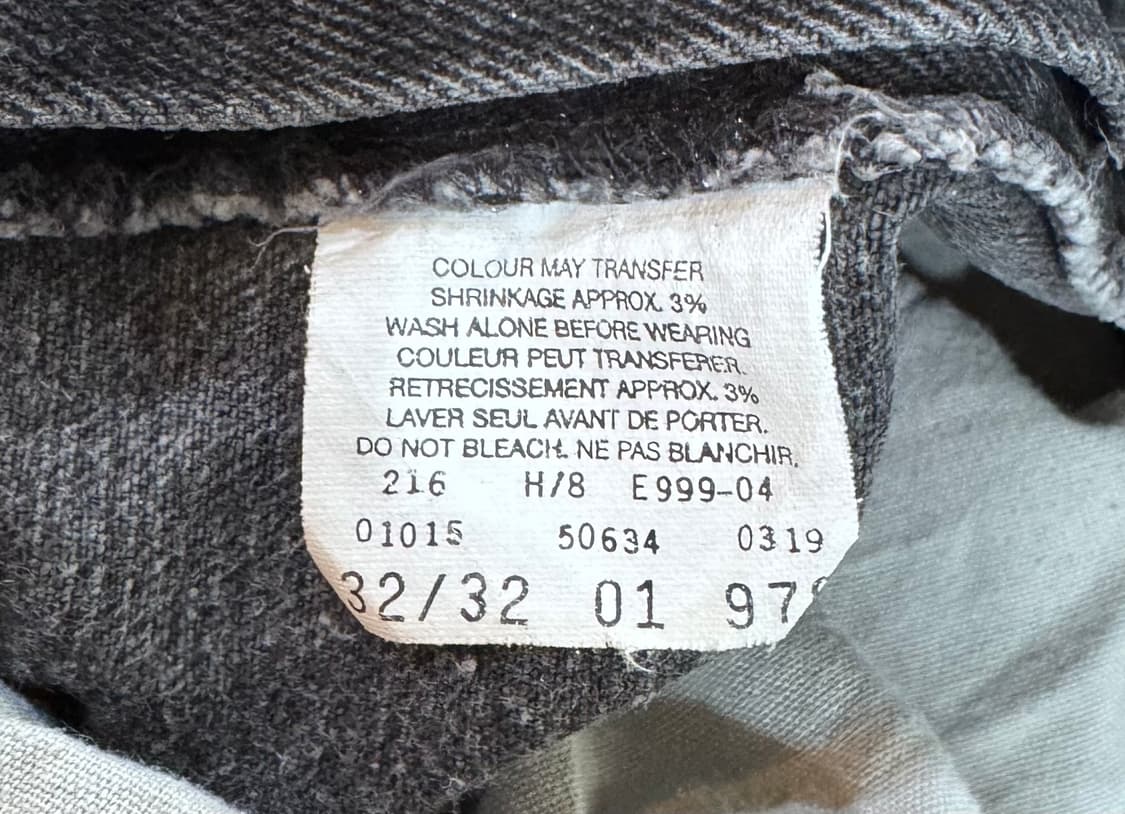 COLOUR MAY TRANSFER
SHRINKAGE APPROX. 3%
WASH ALONE BEFORE WEARING
COULEUR PEUT TRANSFERER.
RETRECISSEMENT APPROX. 3%
LAVER SEUL AVANT DE PORTER.
DO NOT BLEACH. NE PAS BLANCHIR.
216 H/8 E999-04
01015 50634 0319
32/32 01